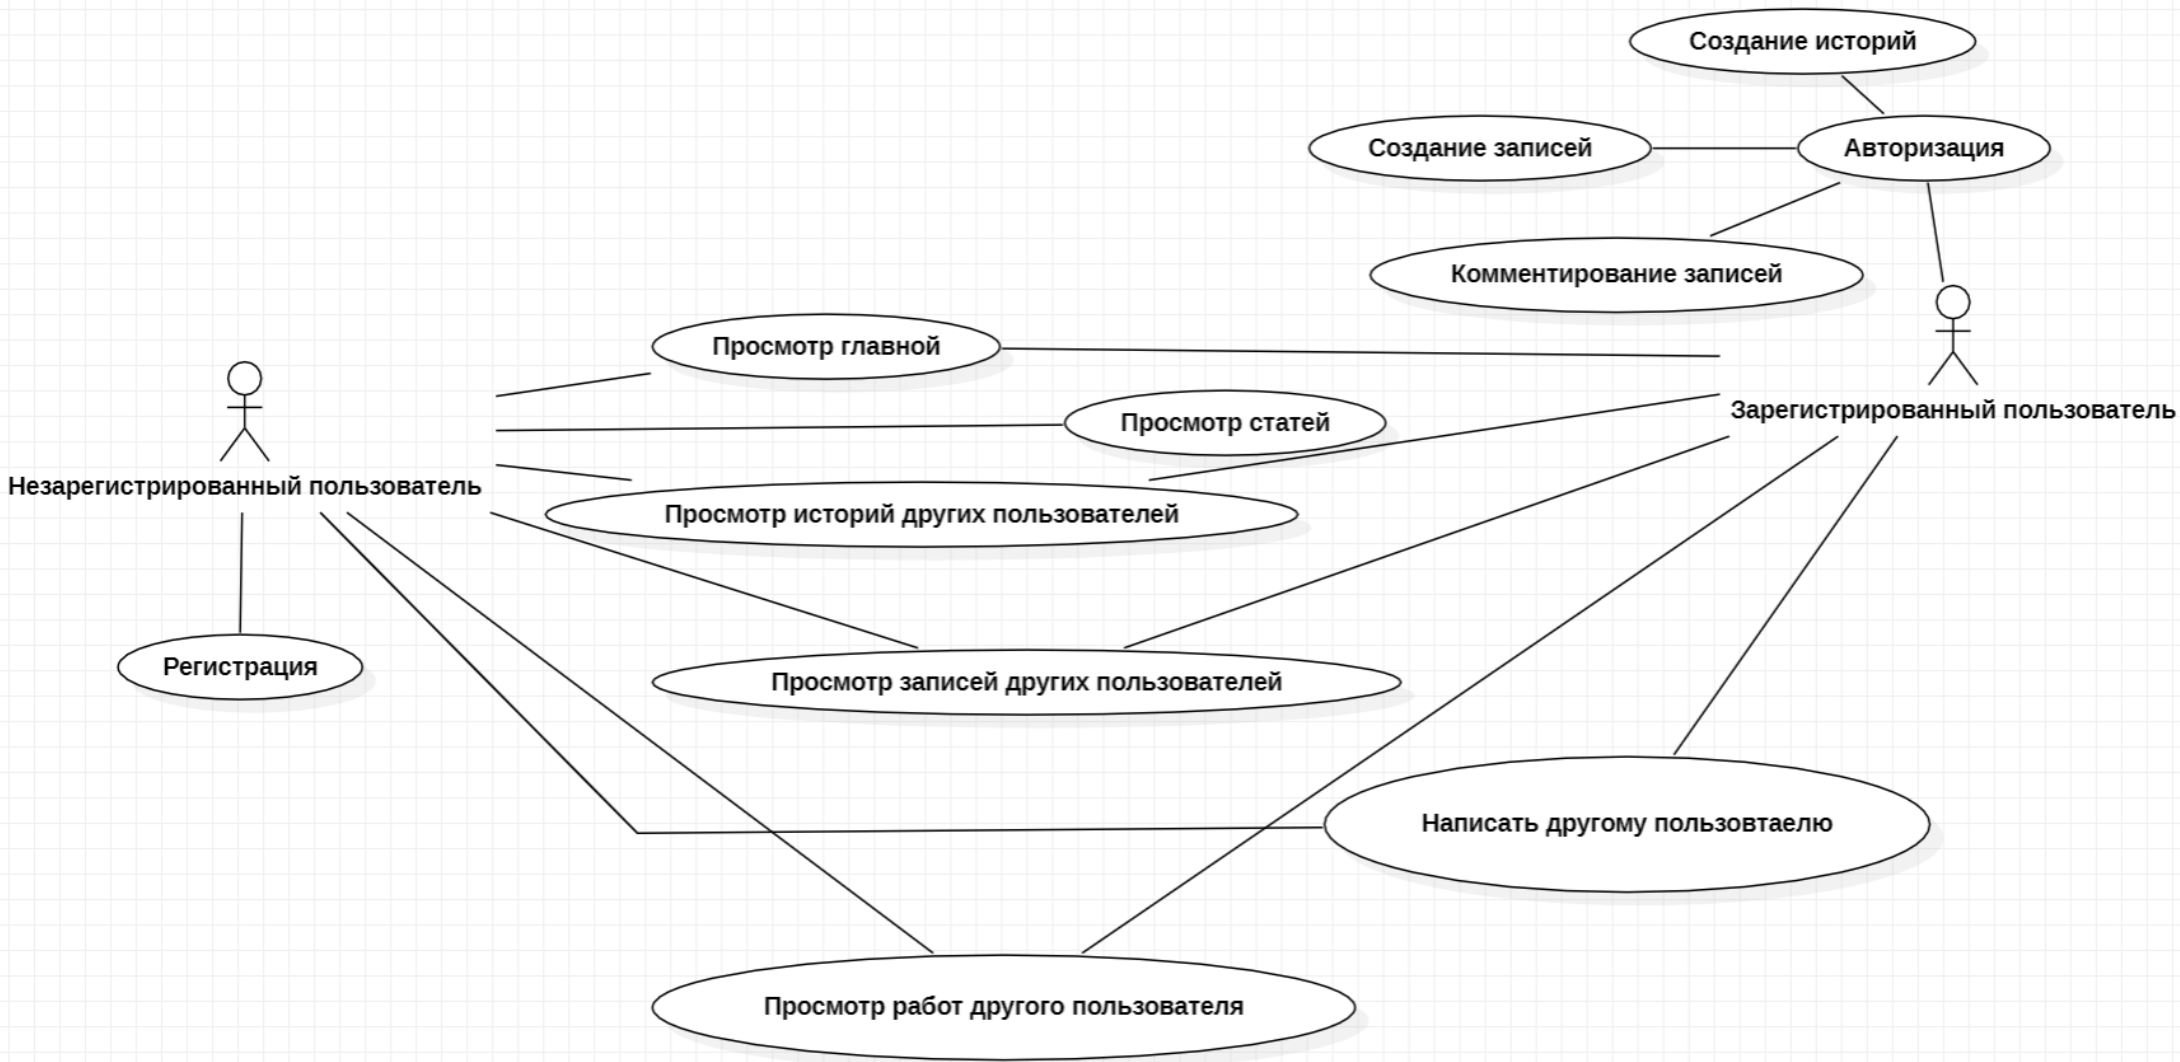 Создание историй
Создание записей
Авторизация
Комментирование записей
Просмотр главной
Просмотр статей
Зарегистрированный пользователь
Незарегистрированный пользователь
Просмотр историй других пользователей
Регистрация
Просмотр записей других пользователей
Написать другому пользовтаелю
Просмотр работ другого пользователя